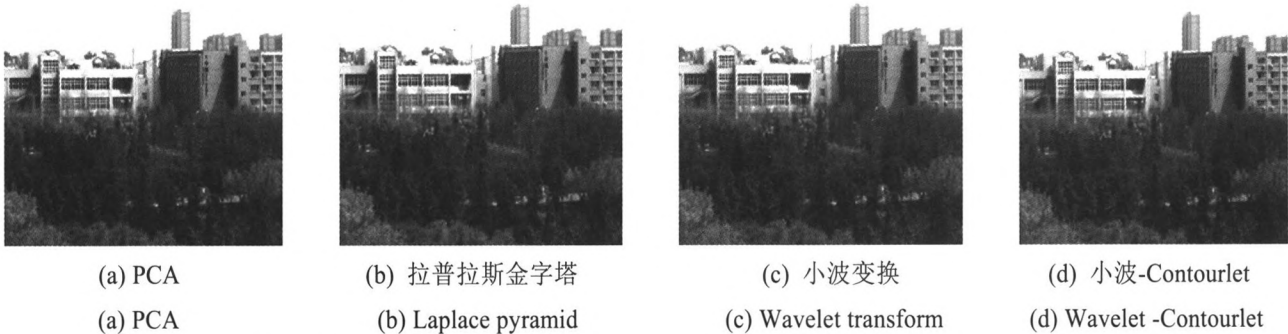 (a) PCA (b) 拉普拉斯金字塔 (c) 小波变换 (d) 小波-Contourlet
(a) PCA (b) Laplace pyramid (c) Wavelet transform (d) Wavelet -Contourlet